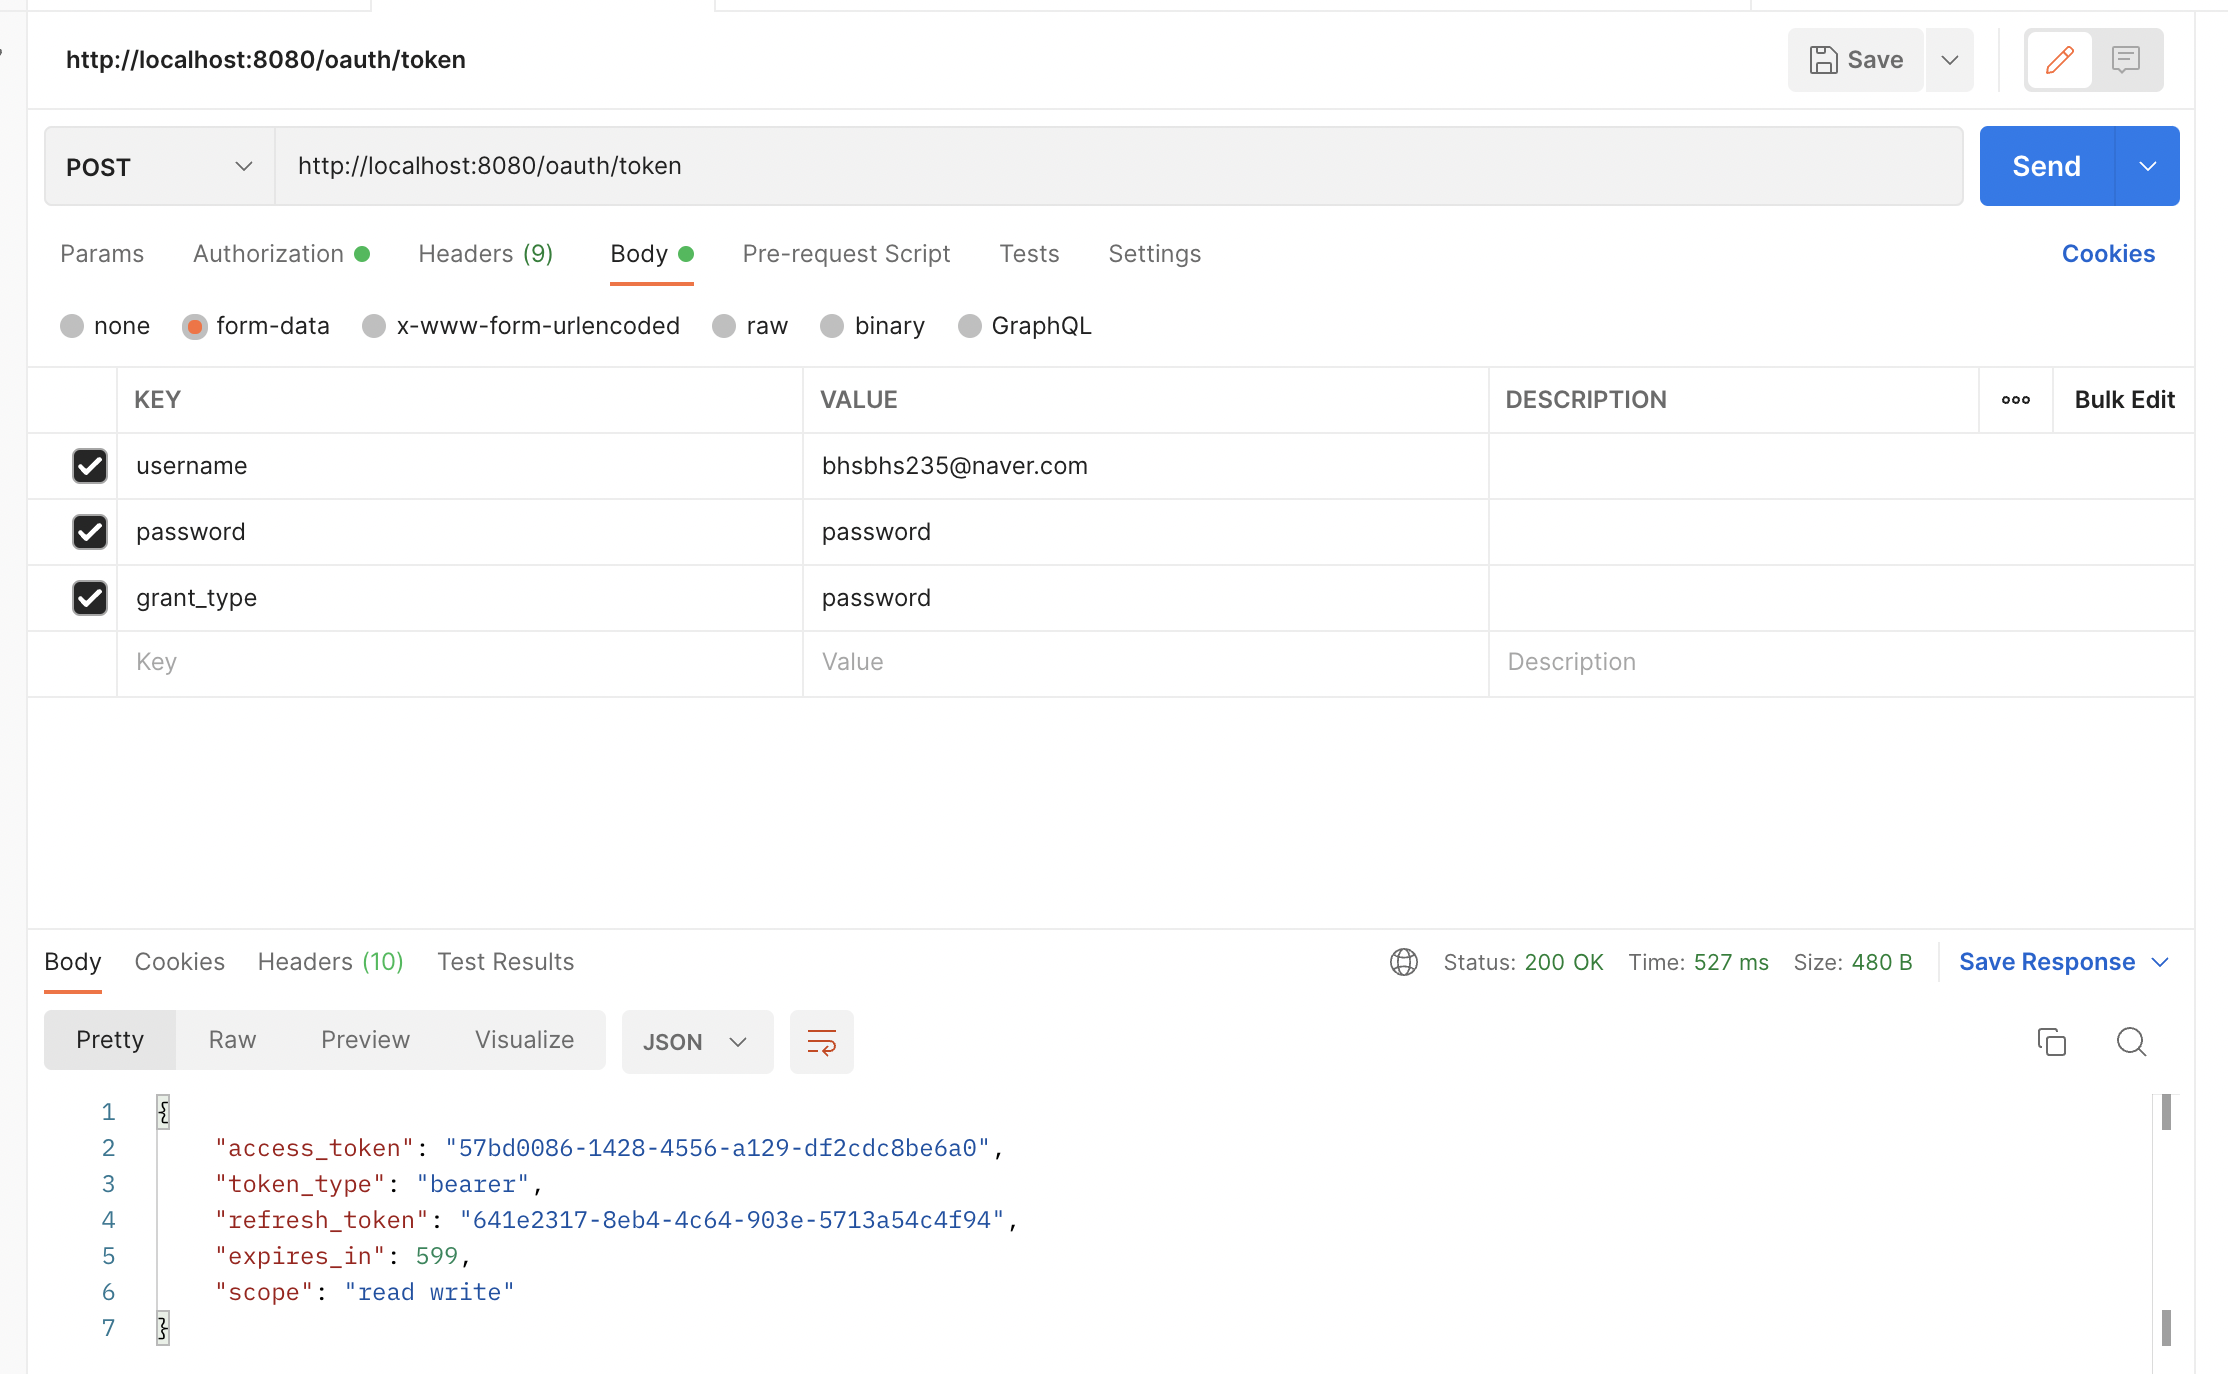 http://localhost:8080/oauth/token
Save
POST
http://localhost:8080/oauth/token
Send
Params Authorization Headers (9) Body Pre-request Script Tests Settings Cookies
none form-data x-www-form-urlencoded raw binary GraphQL
KEY VALUE DESCRIPTION Bulk Edit
username bhsbhs235@naver.com
password password
grant_type password
Key Value Description
Body Cookies Headers (10) Test Results Status: 200 OK Time: 527 ms Size: 480 B Save Response
Pretty Raw Preview Visualize JSON
1 {
2 "access_token": "57bd0086-1428-4556-a129-df2cdc8be6a0",
3 "token_type": "bearer",
4 "refresh_token": "641e2317-8eb4-4c64-903e-5713a54c4f94",
5 "expires_in": 599,
6 "scope": "read write"
7 }